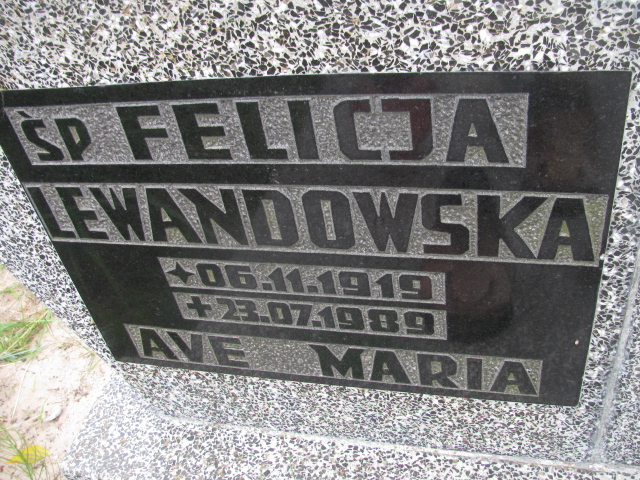 ŚP FELICJA
LEWANDOWSKA
✦ 06.11.1919
+ 23.07.1989
AVE MARIA